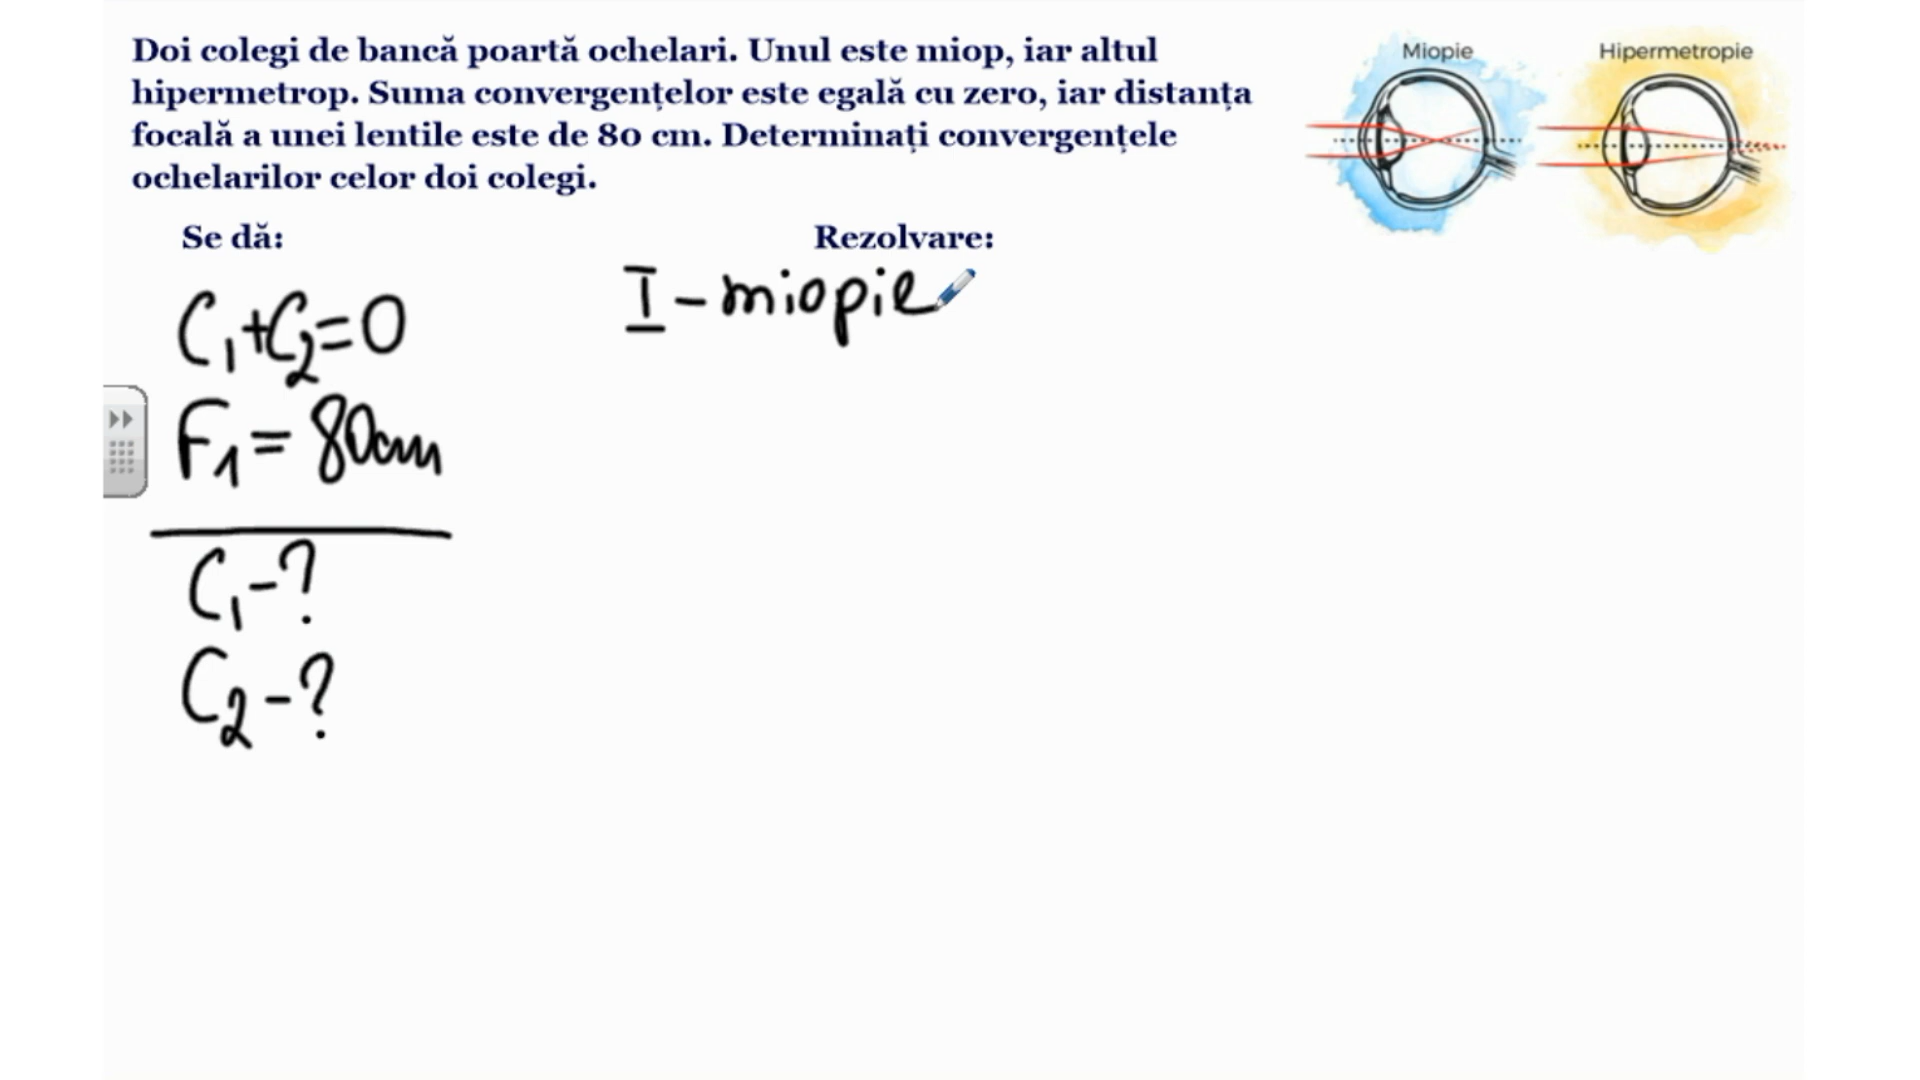 Doi colegi de bancă poartă ochelari. Unul este miop, iar altul
hipermetrop. Suma convergențelor este egală cu zero, iar distanța
focală a unei lentile este de 80 cm. Determinați convergențele
ochelarilor celor doi colegi.
Miopie
Hipermetropie
Se dă:
Rezolvare:
C₁+C₂=0
F₁ = 80cm
C₁-?
C₂-?
I - miopie